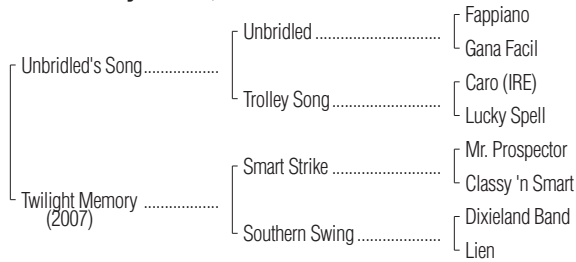 Fappiano
Unbridled ........................
Gana Facil
Unbridled's Song..................
Caro (IRE)
Trolley Song ........................
Lucky Spell
Mr. Prospector
Smart Strike ........................
Classy 'n Smart
Twilight Memory ..................
(2007)
Dixieland Band
Southern Swing ..................
Lien